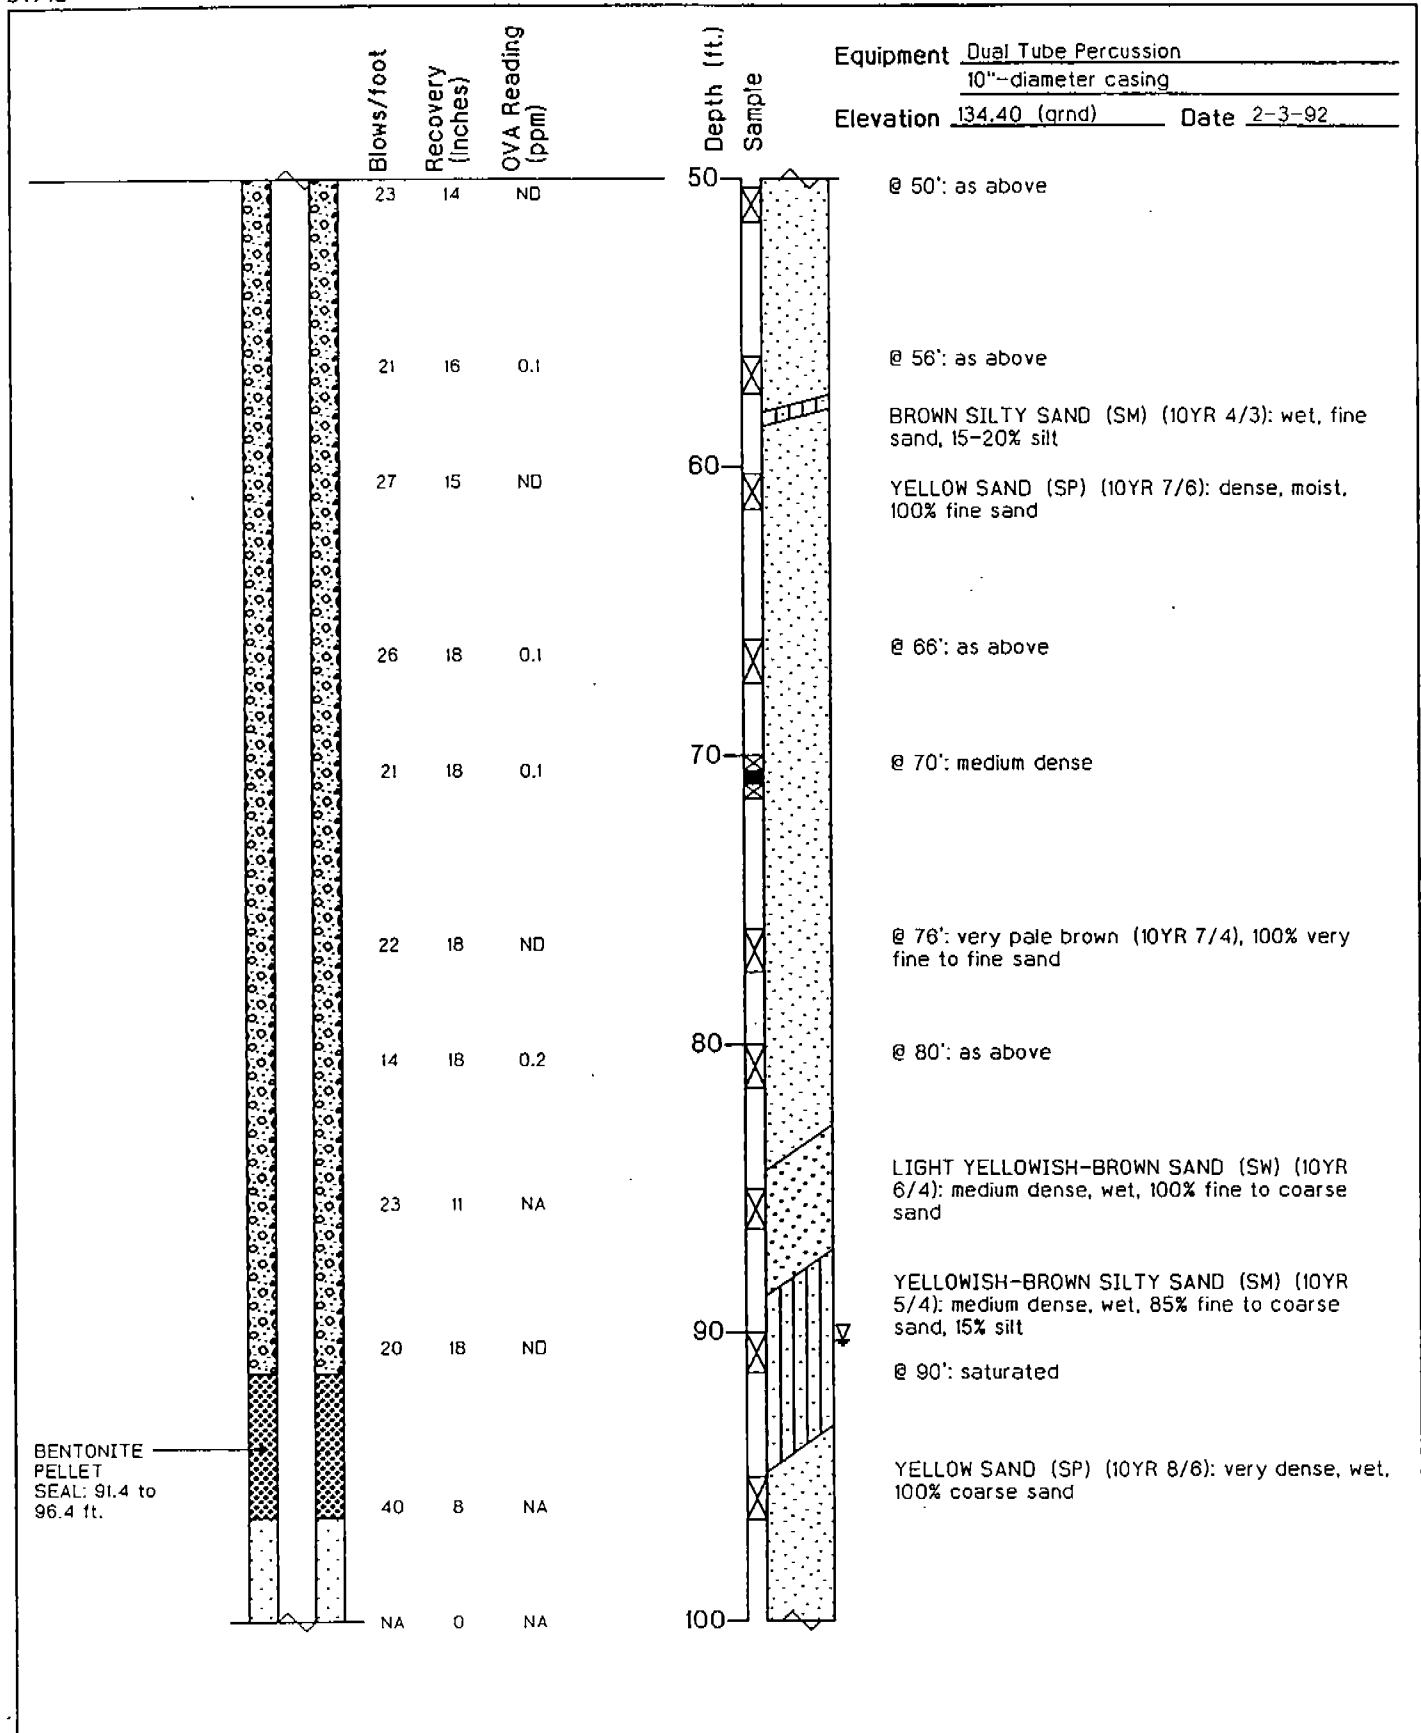 Blows/foot
Recovery
(inches)
OVA Reading
(ppm)
Depth (ft.)
Sample
Equipment Dual Tube Percussion
10"-diameter casing
Elevation 134.40 (grnd) Date 2-3-92
23 14 ND
50
@ 50': as above
21 16 0.1
@ 56': as above
BROWN SILTY SAND (SM) (10YR 4/3): wet, fine
sand, 15-20% silt
60
27 15 ND
YELLOW SAND (SP) (10YR 7/6): dense, moist,
100% fine sand
26 18 0.1
@ 66': as above
70
21 18 0.1
@ 70': medium dense
22 18 ND
@ 76': very pale brown (10YR 7/4), 100% very
fine to fine sand
80
14 18 0.2
@ 80': as above
LIGHT YELLOWISH-BROWN SAND (SW) (10YR
6/4): medium dense, wet, 100% fine to coarse
sand
23 11 NA
YELLOWISH-BROWN SILTY SAND (SM) (10YR
5/4): medium dense, wet, 85% fine to coarse
sand, 15% silt
90
20 18 ND
@ 90': saturated
BENTONITE
PELLET
SEAL: 91.4 to
96.4 ft.
YELLOW SAND (SP) (10YR 8/6): very dense, wet,
100% coarse sand
40 8 NA
100
NA 0 NA